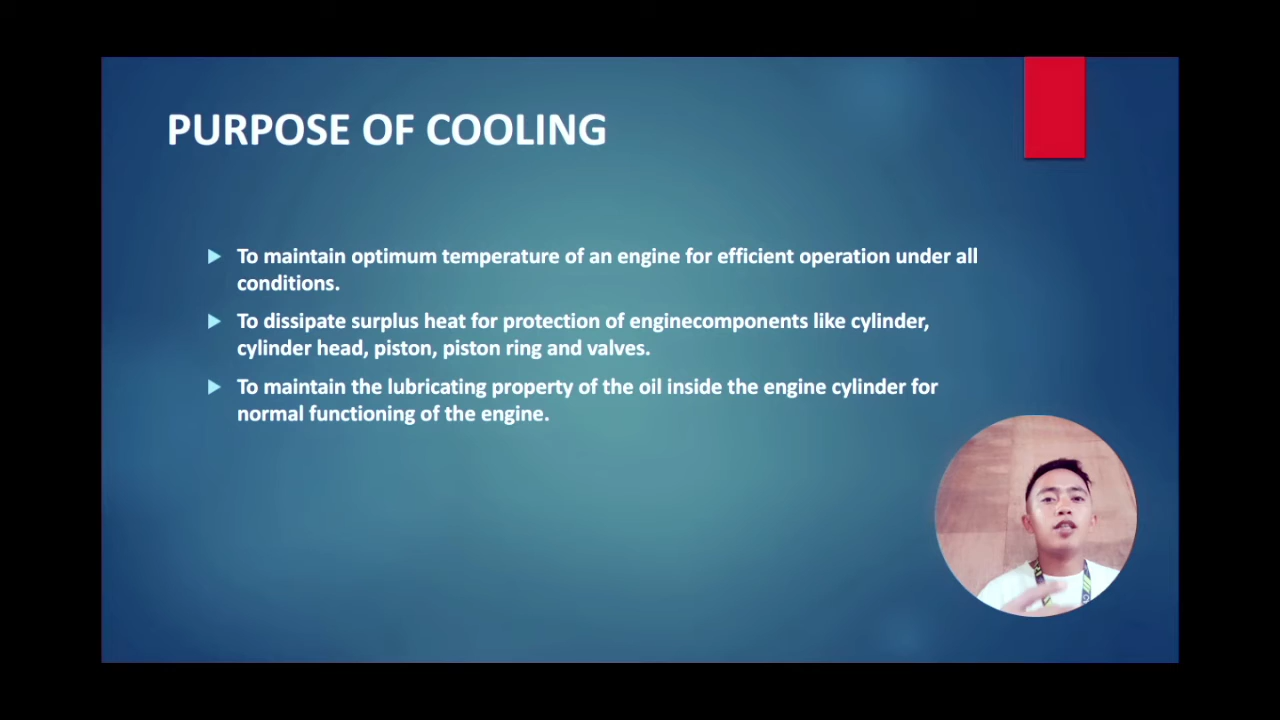 PURPOSE OF COOLING
To maintain optimum temperature of an engine for efficient operation under all
conditions.
To dissipate surplus heat for protection of enginecomponents like cylinder,
cylinder head, piston, piston ring and valves.
To maintain the lubricating property of the oil inside the engine cylinder for
normal functioning of the engine.